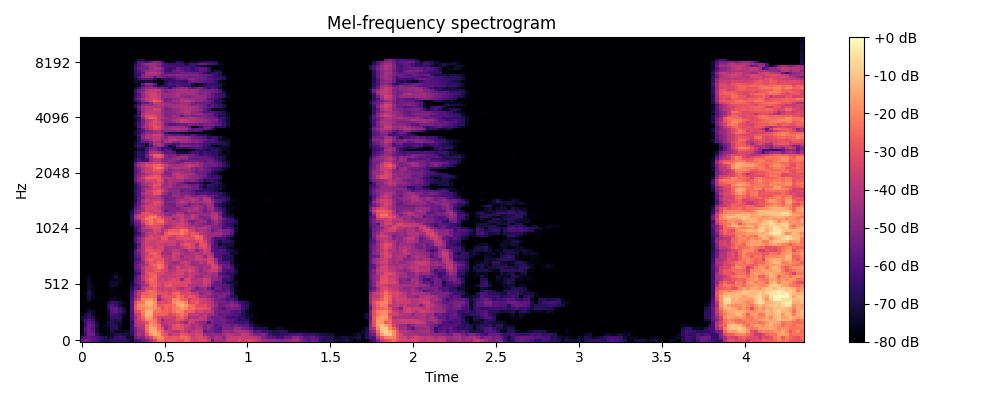 Mel-frequency spectrogram
Hz
8192
4096
2048
1024
512
0
0 0.5 1 1.5 2 2.5 3 3.5 4
Time
+0 dB
-10 dB
-20 dB
-30 dB
-40 dB
-50 dB
-60 dB
-70 dB
-80 dB